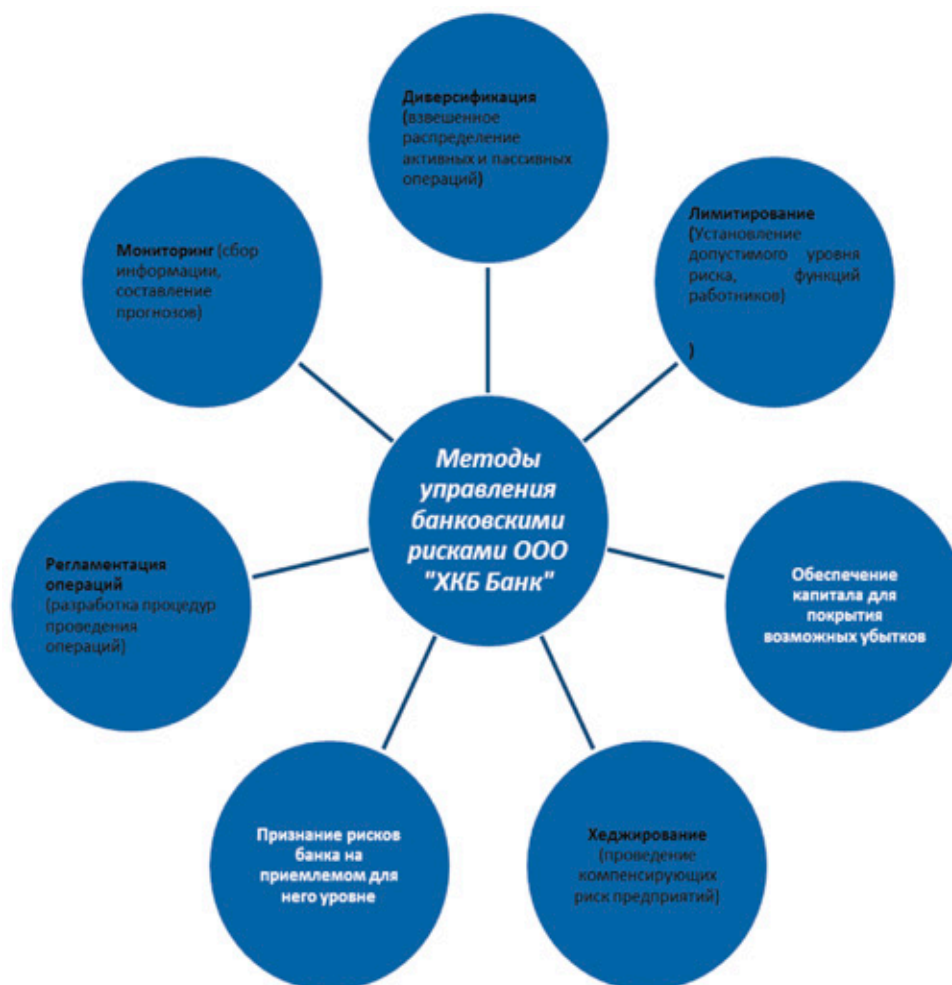 Диверсификация
(взвешенное
распределение
активных и пассивных
операций)
Лимитирование
(Установление
допустимого уровня
риска, функций
работников)
)
Мониторинг (сбор
информации,
составление
прогнозов)
Методы
управления
банковскими
рисками ООО
"ХКБ Банк"
Регламентация
операций
(разработка процедур
проведения
операций)
Обеспечение
капитала для
покрытия
возможных убытков
Признание рисков
банка на
приемлемом для
него уровне
Хеджирование
(проведение
компенсирующих
риск предприятий)